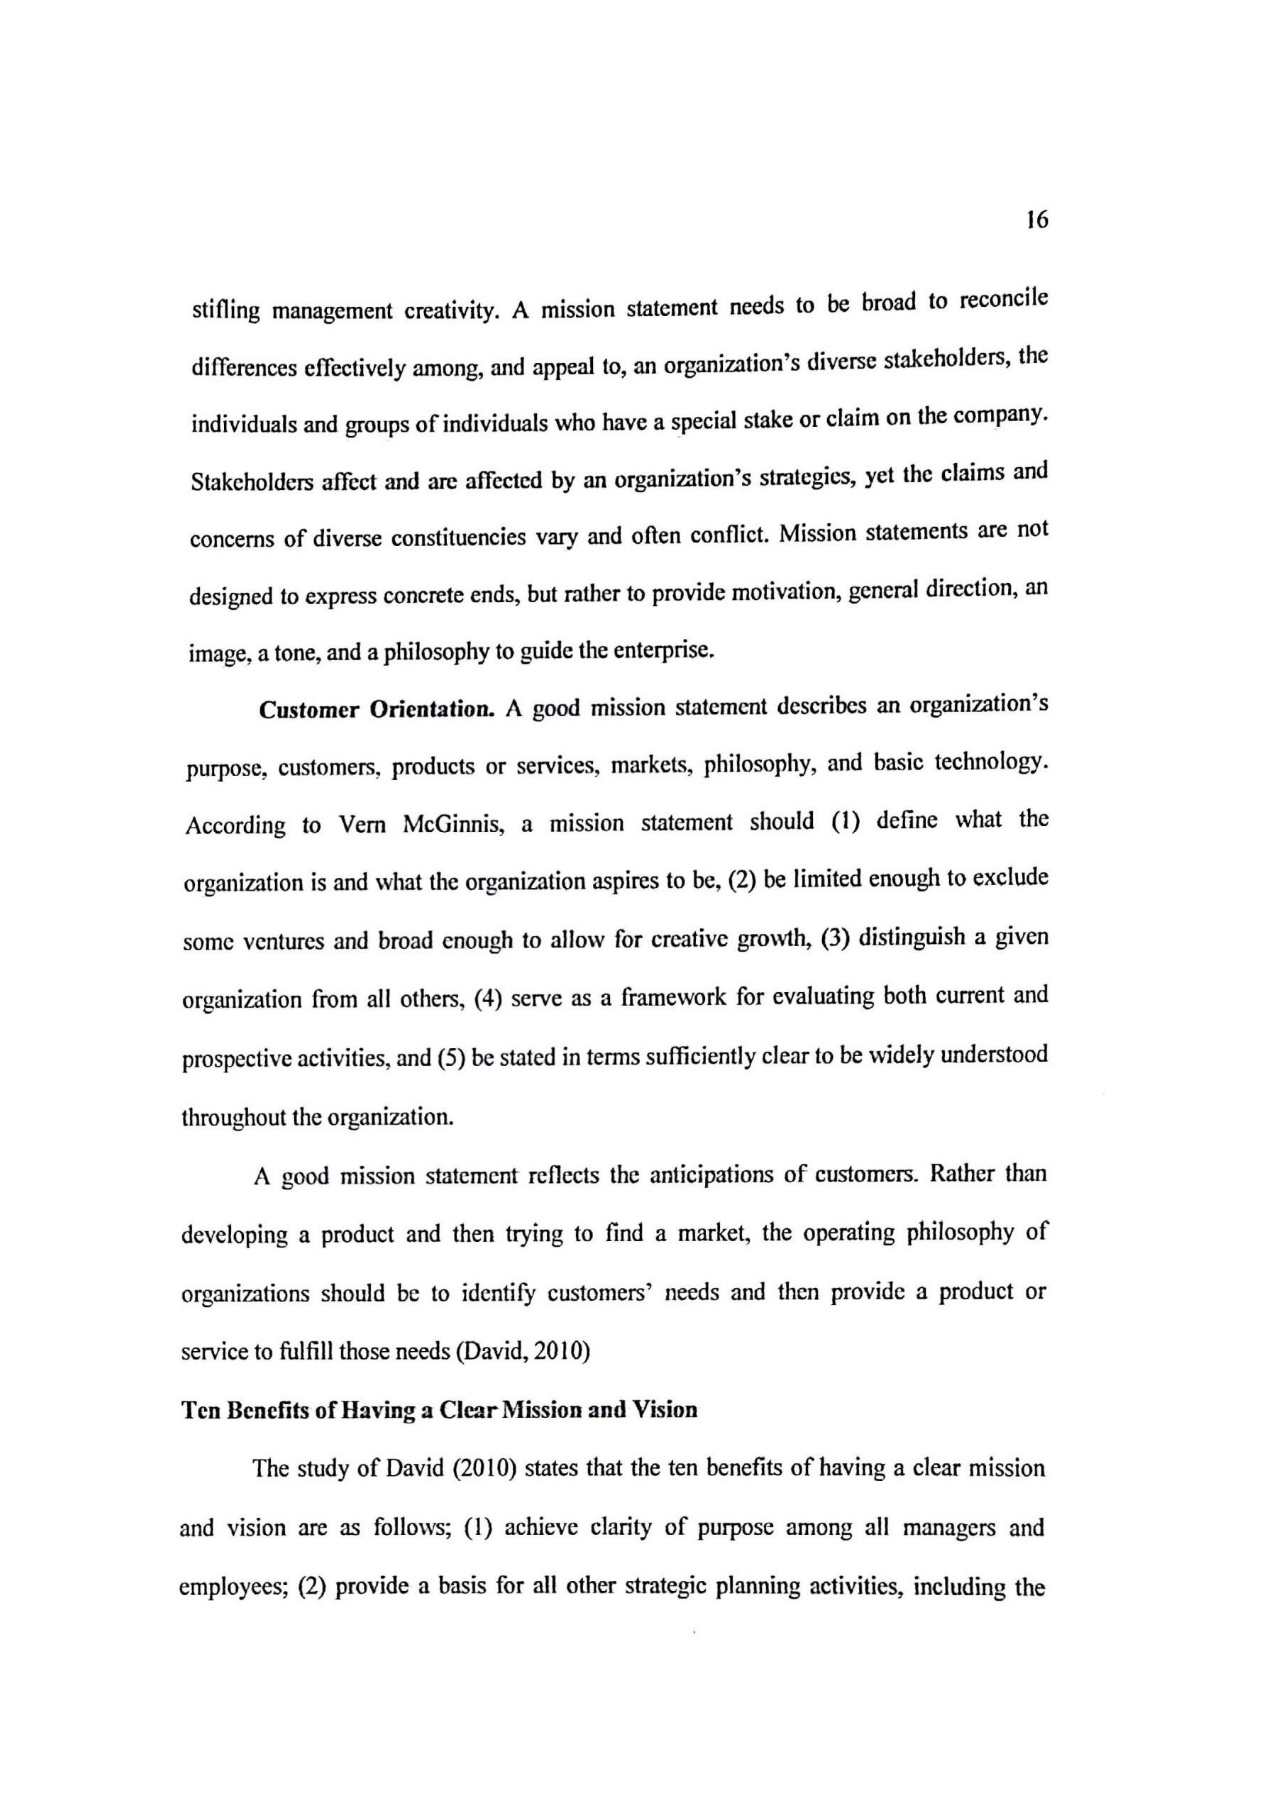 16
stifling management creativity. A mission statement needs to be broad to reconcile
differences effectively among, and appeal to, an organization's diverse stakeholders, the
individuals and groups of individuals who have a special stake or claim on the company.
Stakeholders affect and are affected by an organization's strategies, yet the claims and
concerns of diverse constituencies vary and often conflict. Mission statements are not
designed to express concrete ends, but rather to provide motivation, general direction, an
image, a tone, and a philosophy to guide the enterprise.
Customer Orientation. A good mission statement describes an organization's
purpose, customers, products or services, markets, philosophy, and basic technology.
According to Vern McGinnis, a mission statement should (1) define what the
organization is and what the organization aspires to be, (2) be limited enough to exclude
some ventures and broad enough to allow for creative growth, (3) distinguish a given
organization from all others, (4) serve as a framework for evaluating both current and
prospective activities, and (5) be stated in terms sufficiently clear to be widely understood
throughout the organization.
A good mission statement reflects the anticipations of customers. Rather than
developing a product and then trying to find a market, the operating philosophy of
organizations should be to identify customers' needs and then provide a product or
service to fulfill those needs (David, 2010)
Ten Benefits of Having a Clear Mission and Vision
The study of David (2010) states that the ten benefits of having a clear mission
and vision are as follows; (1) achieve clarity of purpose among all managers and
employees; (2) provide a basis for all other strategic planning activities, including the